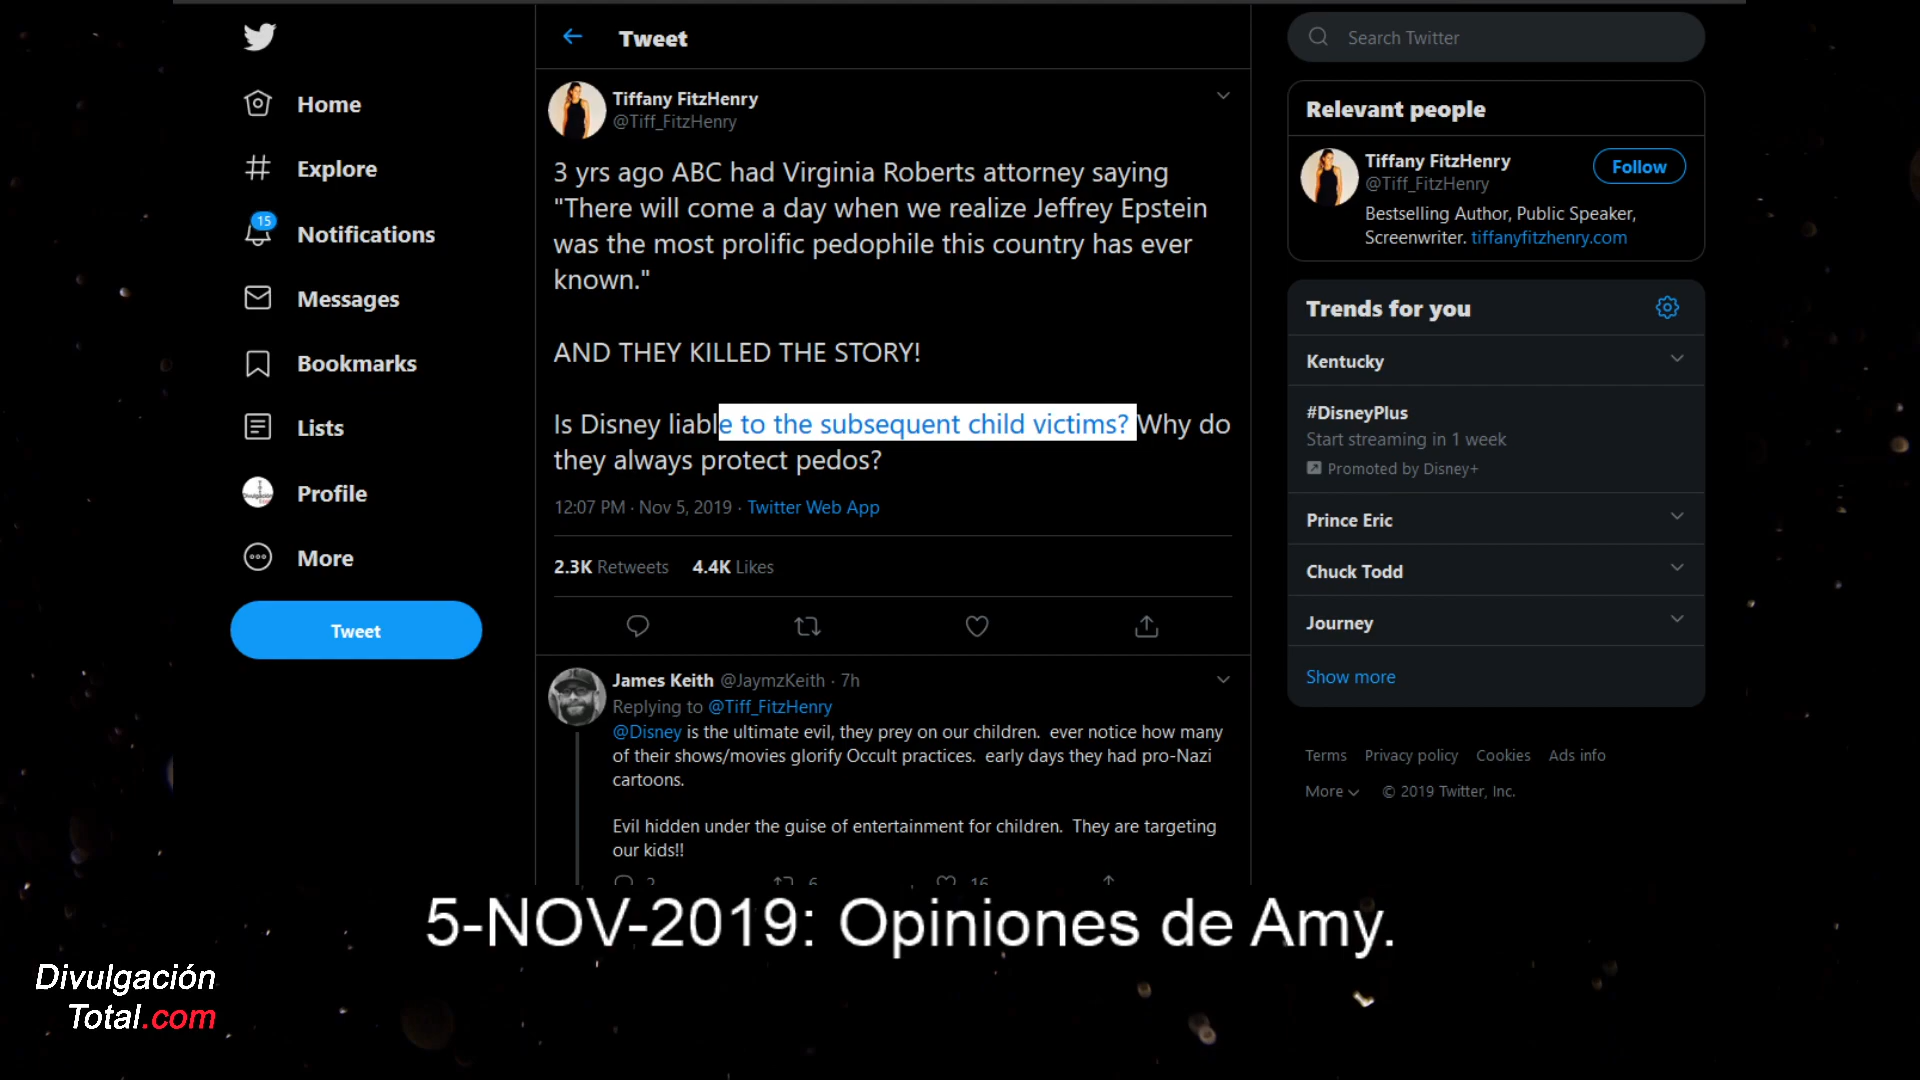 Tweet
Search Twitter
Home
Explore
15
Notifications
Messages
Bookmarks
Lists
Profile
More
Tweet
Tiffany FitzHenry
@Tiff_FitzHenry
3 yrs ago ABC had Virginia Roberts attorney saying
"There will come a day when we realize Jeffrey Epstein
was the most prolific pedophile this country has ever
known."
AND THEY KILLED THE STORY!
Is Disney liable to the subsequent child victims? Why do
they always protect pedos?
12:07 PM · Nov 5, 2019 · Twitter Web App
2.3K Retweets 4.4K Likes
James Keith @JaymzKeith · 7h
Replying to @Tiff_FitzHenry
@Disney is the ultimate evil, they prey on our children. ever notice how many
of their shows/movies glorify Occult practices. early days they had pro-Nazi
cartoons.
Evil hidden under the guise of entertainment for children. They are targeting
our kids!!
Relevant people
Tiffany FitzHenry
@Tiff_FitzHenry
Follow
Bestselling Author, Public Speaker,
Screenwriter. tiffanyfitzhenry.com
Trends for you
Kentucky
#DisneyPlus
Start streaming in 1 week
Promoted by Disney+
Prince Eric
Chuck Todd
Journey
Show more
Terms Privacy policy Cookies Ads info
More © 2019 Twitter, Inc.
5-NOV-2019: Opiniones de Amy.
Divulgación
Total.com